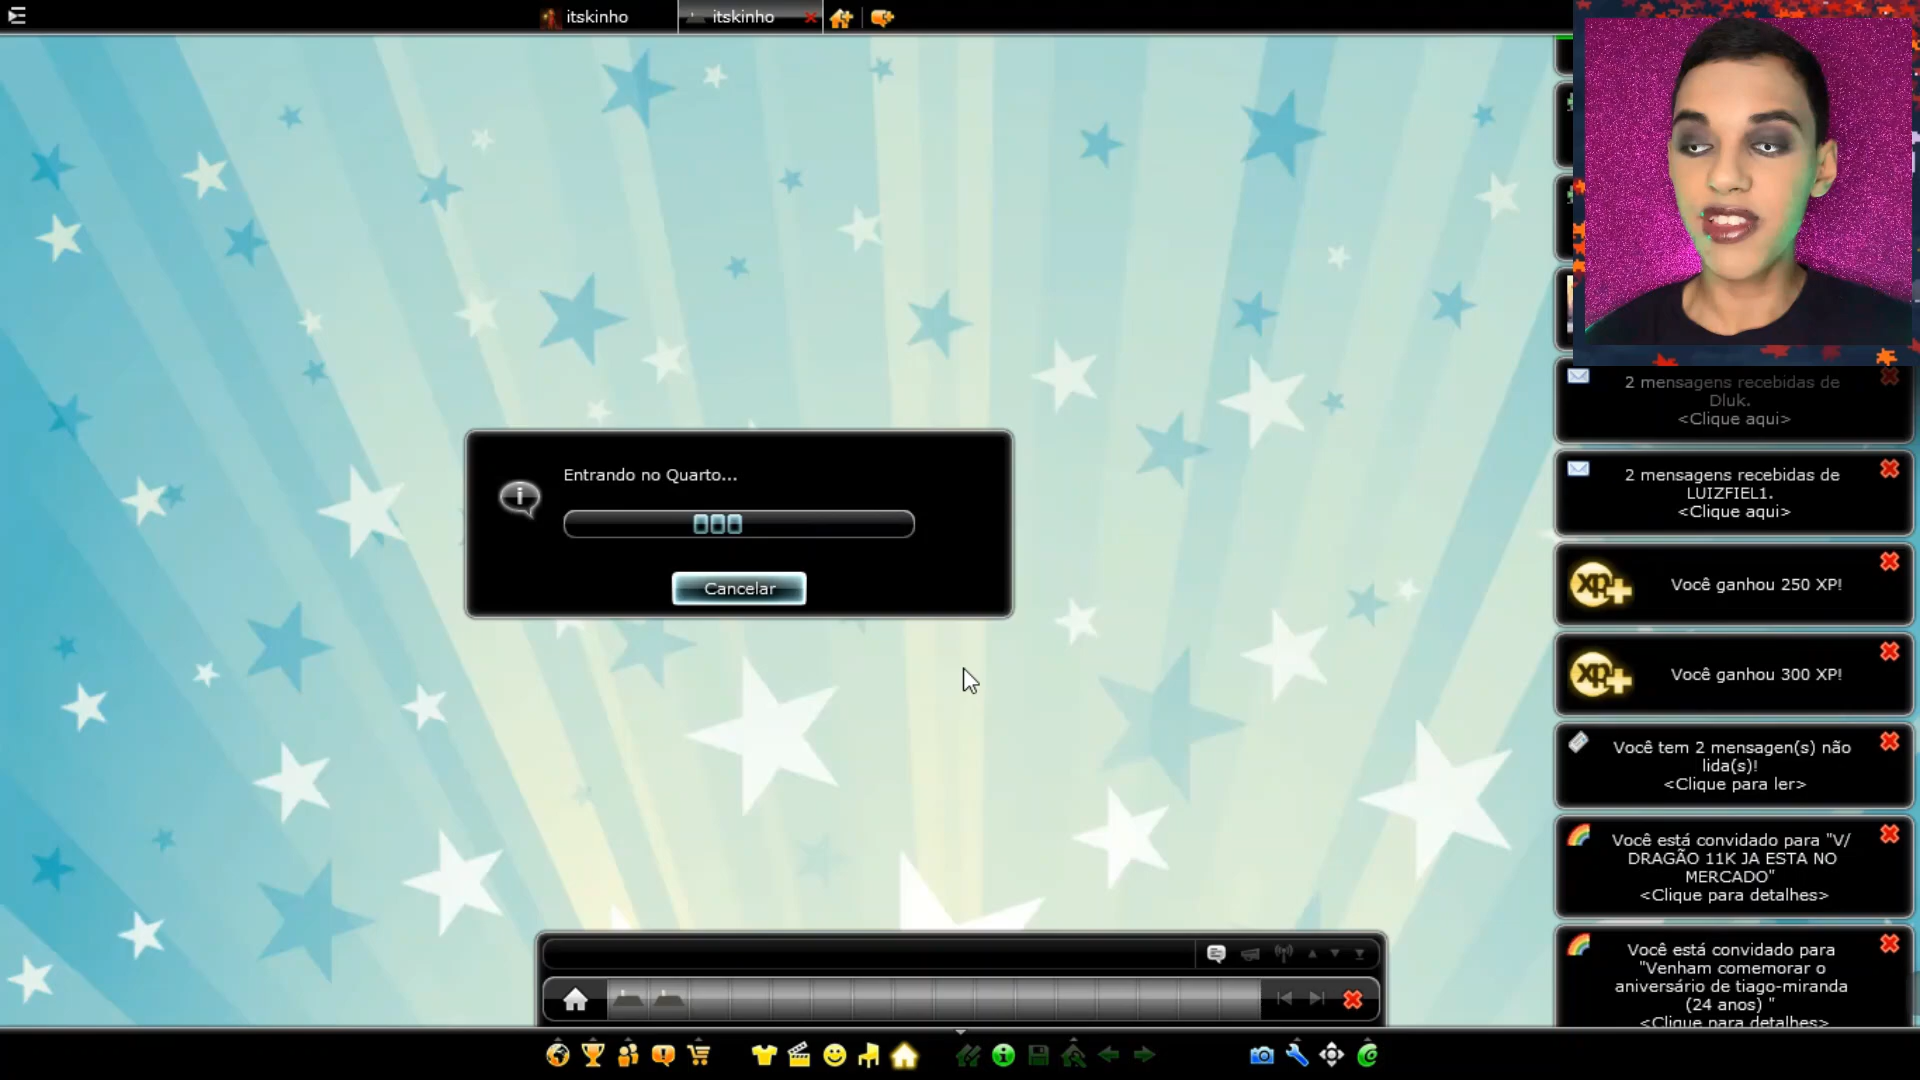 itskinho
itskinho
2 mensagens recebidas de
Dluk.
<Clique aqui>
Entrando no Quarto...
Cancelar
2 mensagens recebidas de
LUIZFIEL1.
<Clique aqui>
xp+
Você ganhou 250 XP!
xp+
Você ganhou 300 XP!
Você tem 2 mensagen(s) não
lida(s)!
<Clique para ler>
Você está convidado para "V/
DRAGÃO 11K JA ESTA NO
MERCADO"
<Clique para detalhes>
Você está convidado para
"Venham comemorar o
aniversário de tiago-miranda
(24 anos) "
<Clique para detalhes>